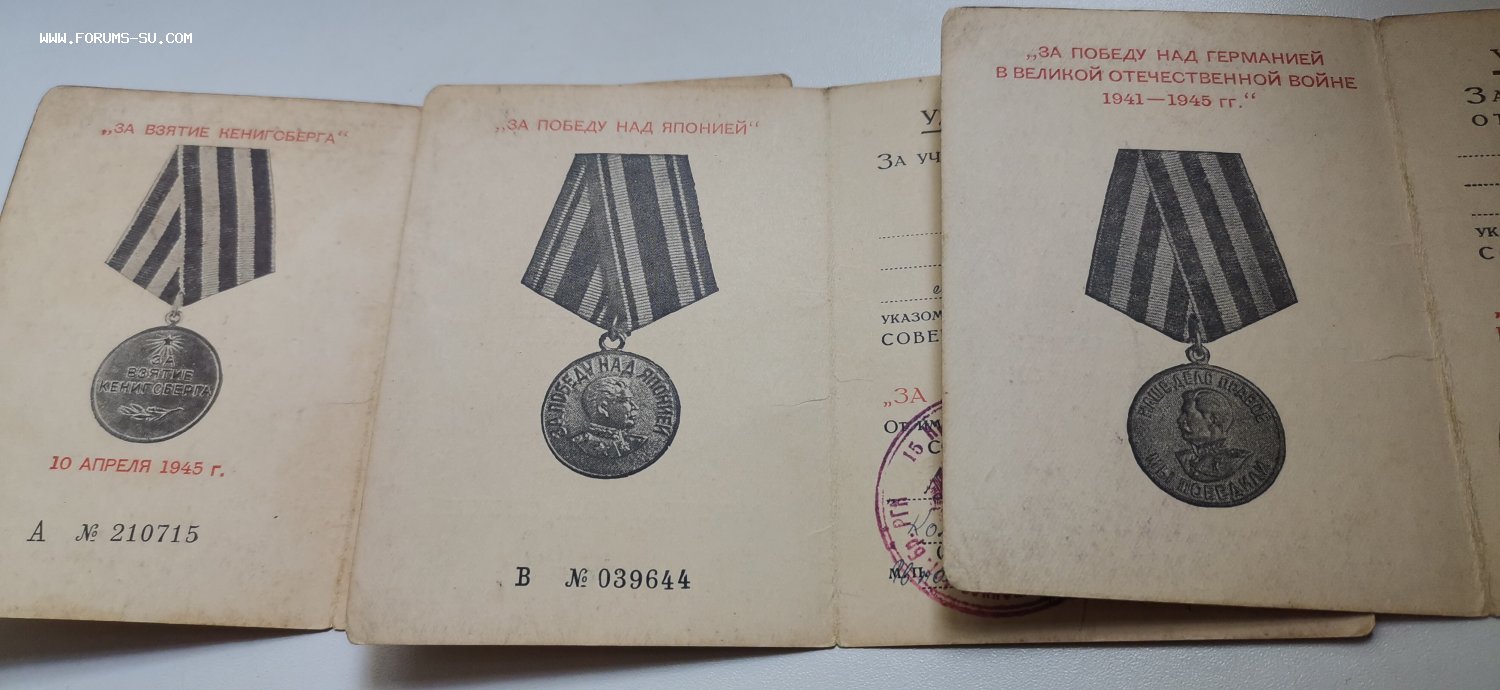 WWW.FORUMS-SU.COM
„ЗА ВЗЯТИЕ КЕНИГСБЕРГА“
ЗА
ВЗЯТИЕ
КЕНИГСБЕРГА
10 АПРЕЛЯ 1945 г.
А № 210715
„ЗА ПОБЕДУ НАД ЯПОНИЕЙ“
ЗА ПОБЕДУ НАД ЯПОНИЕЙ
В № 039644
У
ЗА УЧ
УКАЗОМ
СОВЕ
„ЗА
От им
15
М. П.
„ЗА ПОБЕДУ НАД ГЕРМАНИЕЙ
В ВЕЛИКОЙ ОТЕЧЕСТВЕННОЙ ВОЙНЕ
1941—1945 гг.“
НАШЕ ДЕЛО ПРАВОЕ
МЫ ПОБЕДИЛИ
У
ЗА
ОТ
УК
С